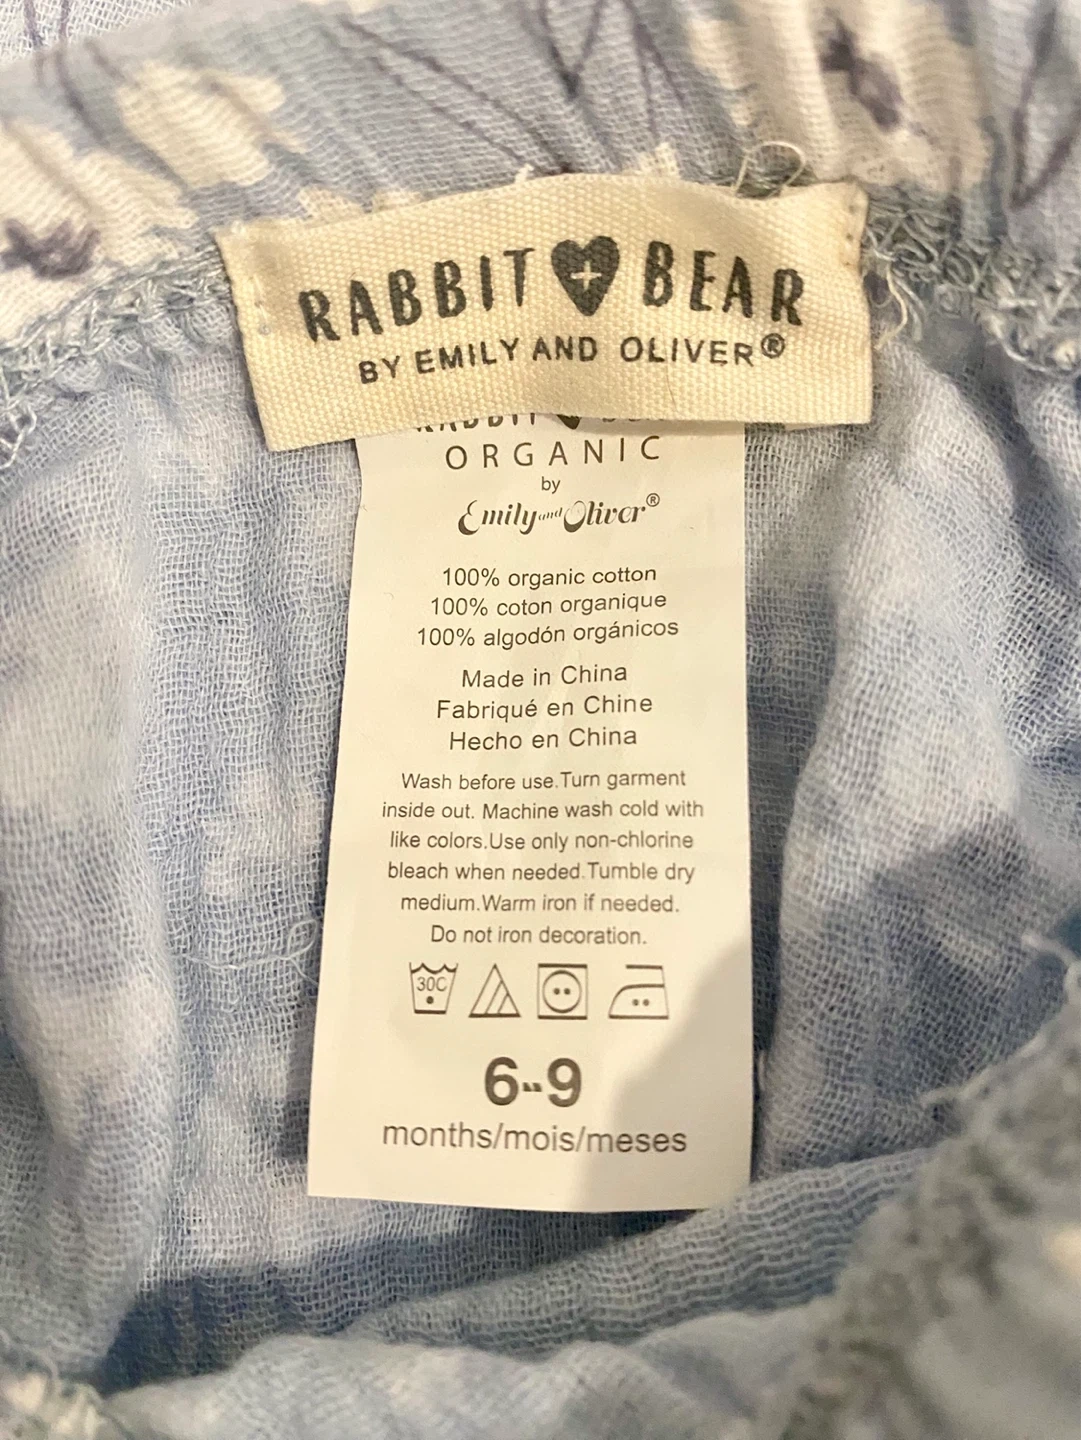 RABBIT + BEAR
BY EMILY AND OLIVER®
ORGANIC
by
Emily and Oliver®
100% organic cotton
100% coton organique
100% algodón orgánicos
Made in China
Fabriqué en Chine
Hecho en China
Wash before use.Turn garment
inside out. Machine wash cold with
like colors.Use only non-chlorine
bleach when needed.Tumble dry
medium.Warm iron if needed.
Do not iron decoration.
30C
6--9
months/mois/meses